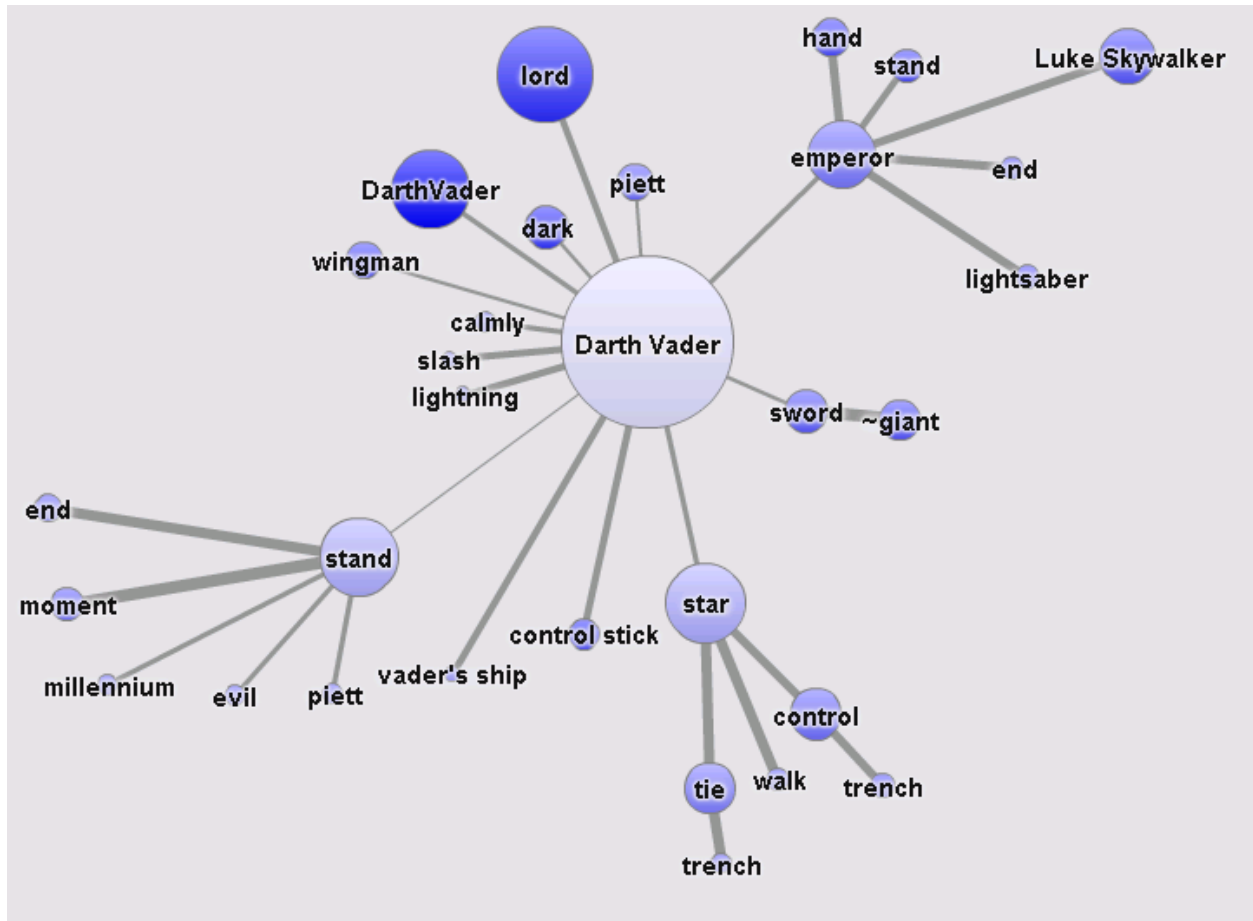 hand
stand
Luke Skywalker
lord
emperor
end
piett
DarthVader
dark
wingman
lightsaber
calmly
Darth Vader
slash
lightning
sword
~giant
end
stand
moment
star
control stick
vader's ship
millennium
evil
piett
control
tie
walk
trench
trench